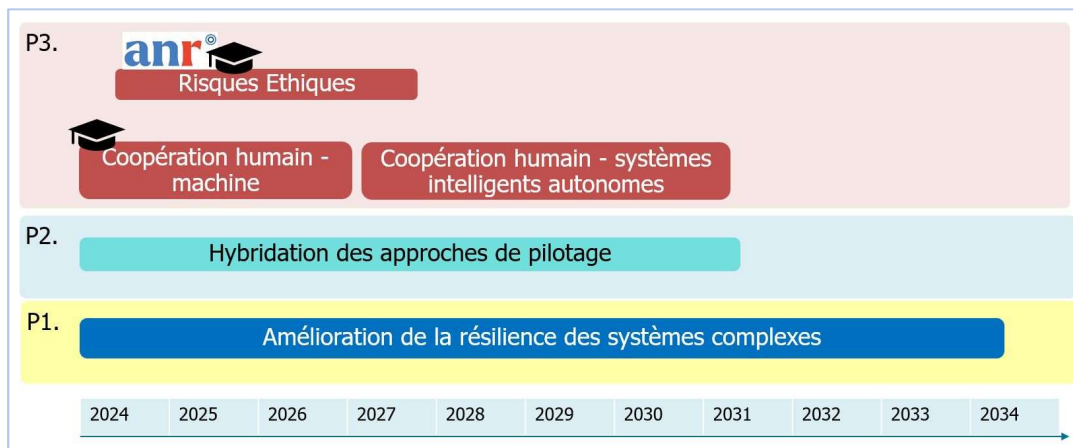 P3.
anr
Risques Ethiques
Coopération humain -
machine
Coopération humain - systèmes
intelligents autonomes
P2.
Hybridation des approches de pilotage
P1.
Amélioration de la résilience des systèmes complexes
2024 2025 2026 2027 2028 2029 2030 2031 2032 2033 2034